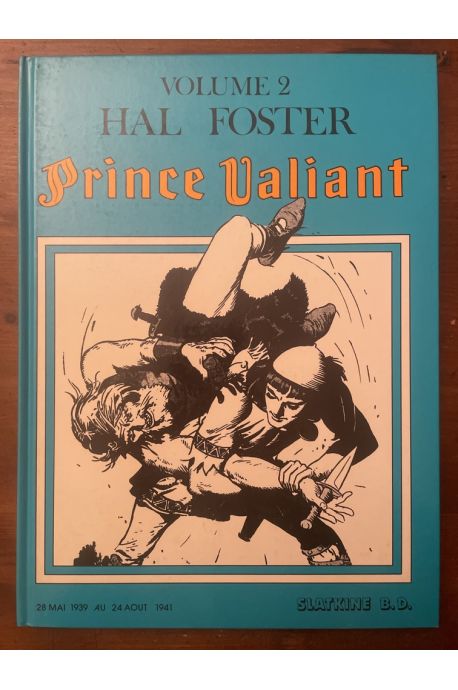 VOLUME 2
HAL FOSTER
Prince Valiant
28 MAI 1939 AU 24 AOUT 1941
SLATKINE B.D.